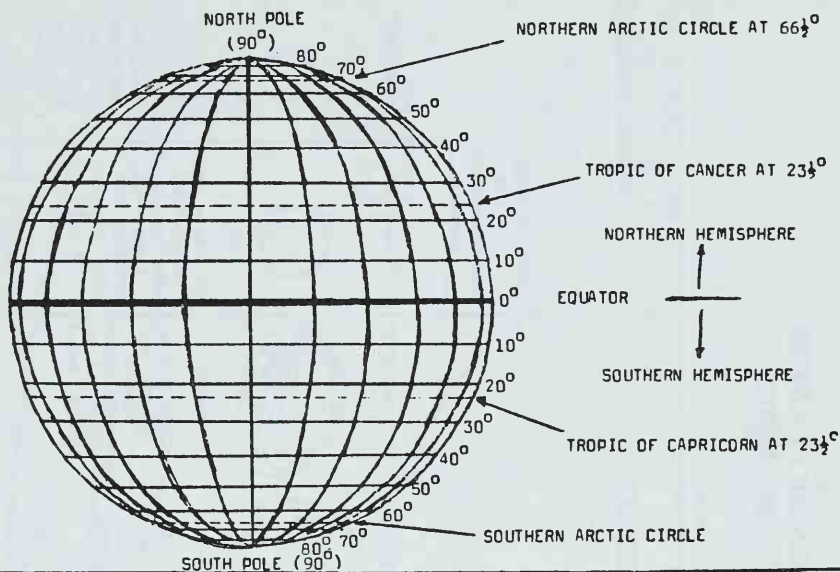 NORTH POLE
(90°)
NORTHERN ARCTIC CIRCLE AT 66½°
80°
70°
60°
50°
40°
30°
TROPIC OF CANCER AT 23½°
20°
NORTHERN HEMISPHERE
10°
0°
EQUATOR
10°
SOUTHERN HEMISPHERE
20°
30°
TROPIC OF CAPRICORN AT 23½°
40°
50°
60°
SOUTHERN ARCTIC CIRCLE
70°
80°
SOUTH POLE (90°)